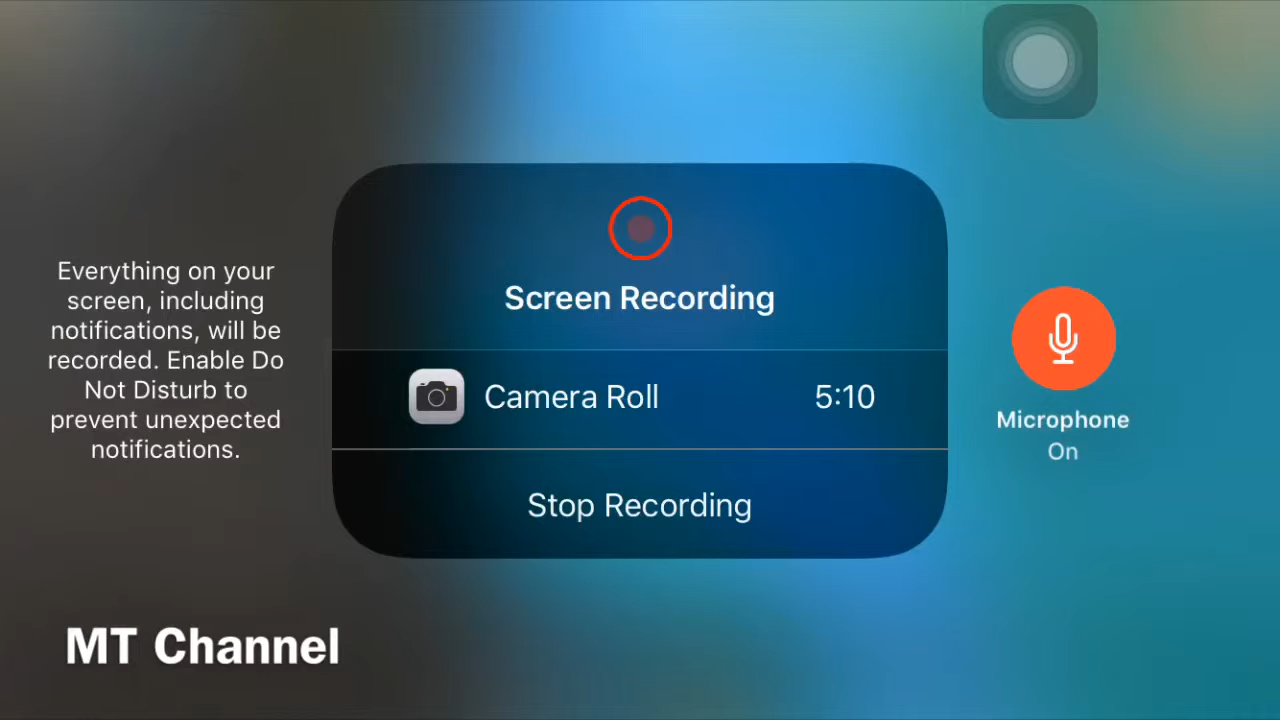 Everything on your
screen, including
notifications, will be
recorded. Enable Do
Not Disturb to
prevent unexpected
notifications.
Screen Recording
Camera Roll 5:10
Stop Recording
Microphone
On
MT Channel